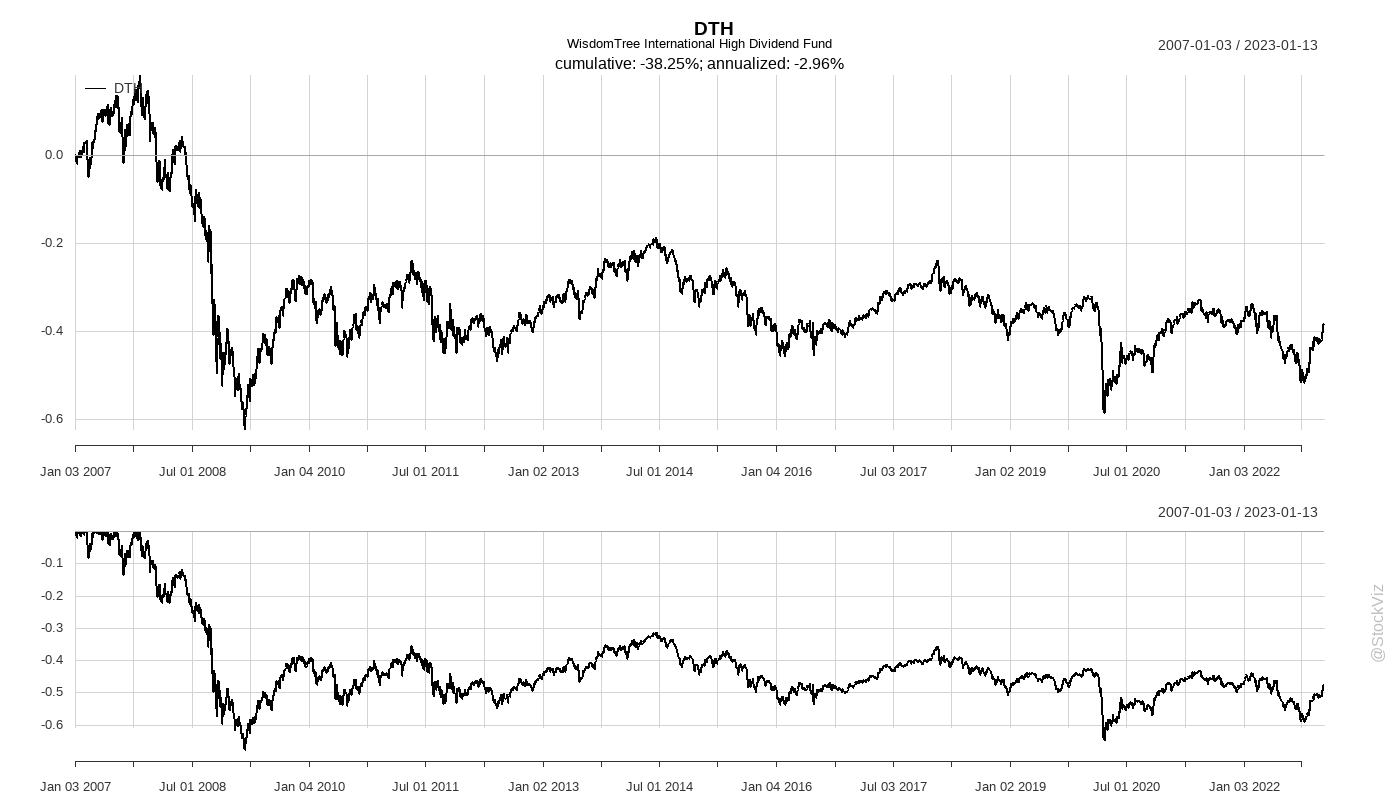 DTH
WisdomTree International High Dividend Fund
2007-01-03 / 2023-01-13
cumulative: -38.25%; annualized: -2.96%
DTH
0.0
-0.2
-0.4
-0.6
Jan 03 2007 Jul 01 2008 Jan 04 2010 Jul 01 2011 Jan 02 2013 Jul 01 2014 Jan 04 2016 Jul 03 2017 Jan 02 2019 Jul 01 2020 Jan 03 2022
2007-01-03 / 2023-01-13
-0.1
-0.2
-0.3
-0.4
-0.5
-0.6
Jan 03 2007 Jul 01 2008 Jan 04 2010 Jul 01 2011 Jan 02 2013 Jul 01 2014 Jan 04 2016 Jul 03 2017 Jan 02 2019 Jul 01 2020 Jan 03 2022
@StockViz